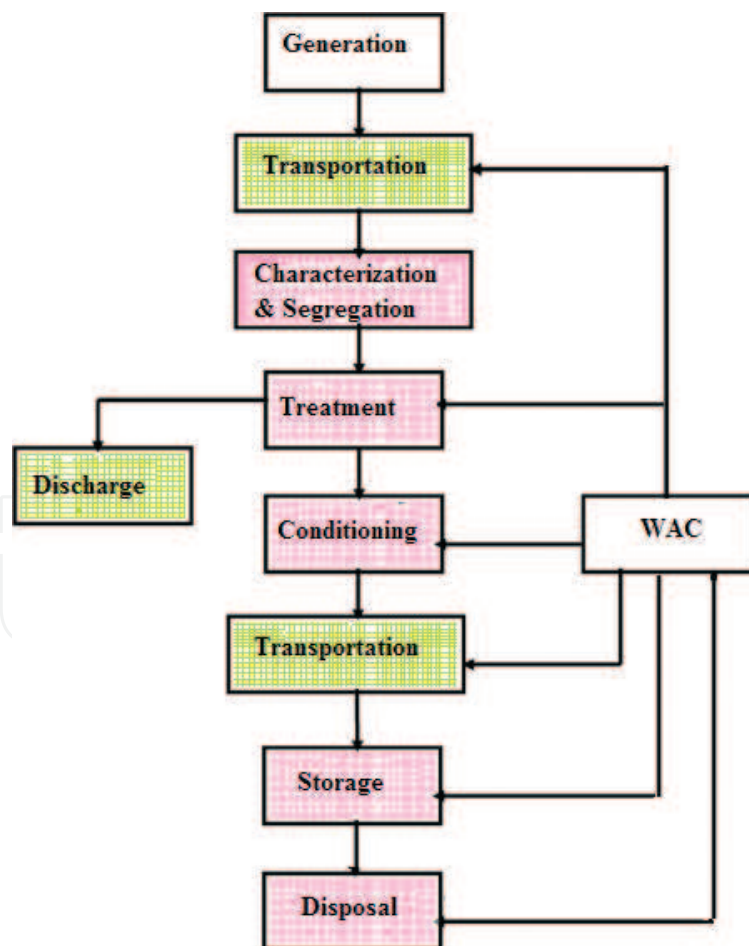 Generation
Transportation
Characterization
& Segregation
Treatment
Discharge
Conditioning
WAC
Transportation
Storage
Disposal